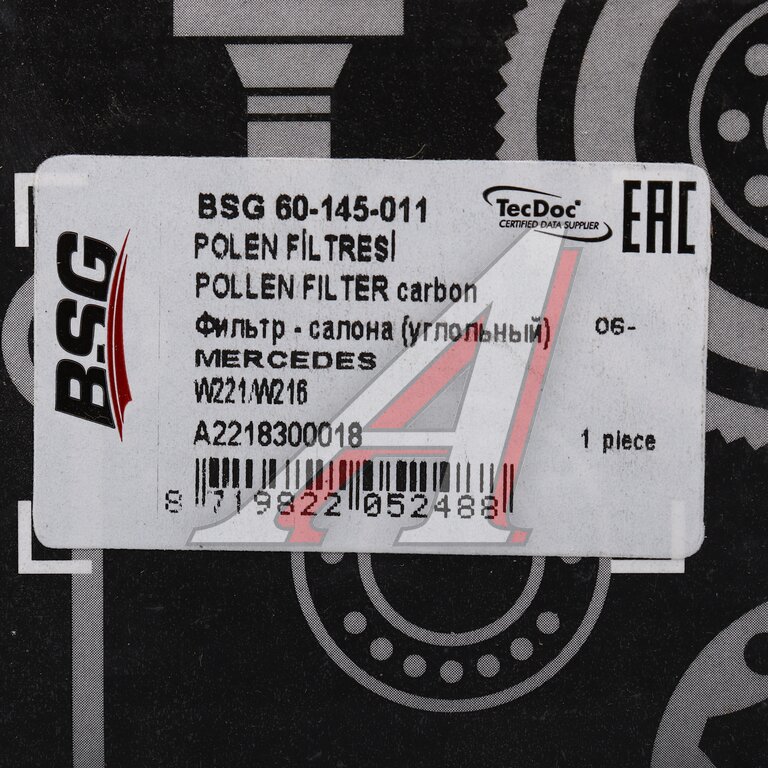 BSG
BSG 60-145-011
TecDoc
CERTIFIED DATA SUPPLIER
EAC
POLEN FİLTRESİ
POLLEN FILTER carbon
Фильтр - салона (углольный) 06-
MERCEDES
W221/W216
A2218300018 1 piece
8 719822 052488